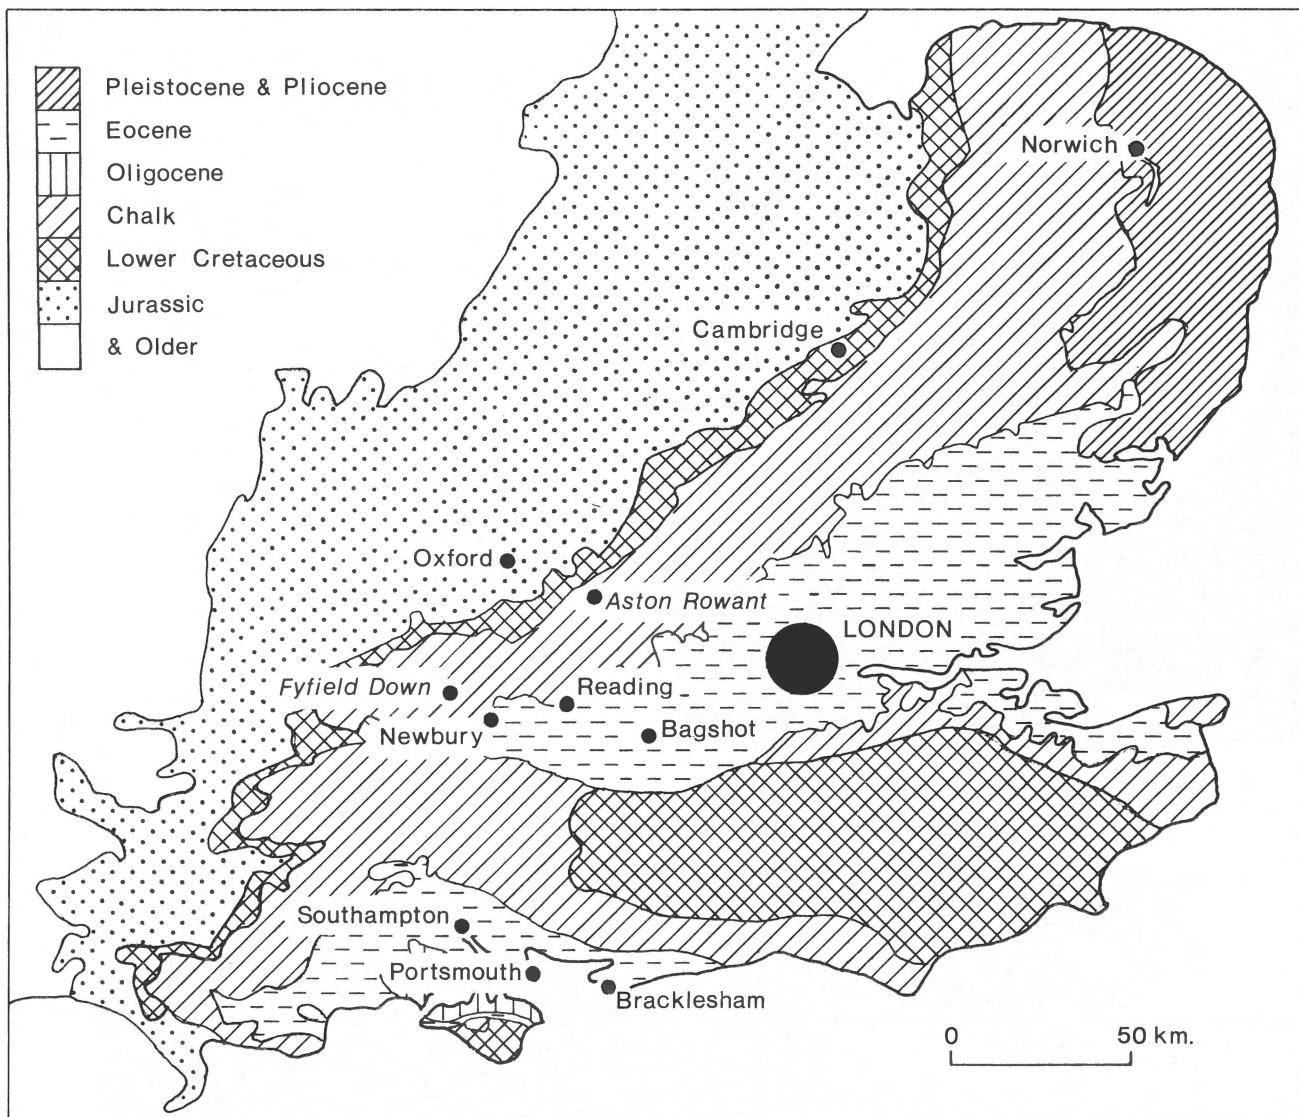 Pleistocene & Pliocene
Eocene
Oligocene
Chalk
Lower Cretaceous
Jurassic
& Older
Norwich
Cambridge
Oxford
Aston Rowant
LONDON
Fyfield Down
Reading
Newbury
Bagshot
Southampton
Portsmouth
Bracklesham
0 50 km.